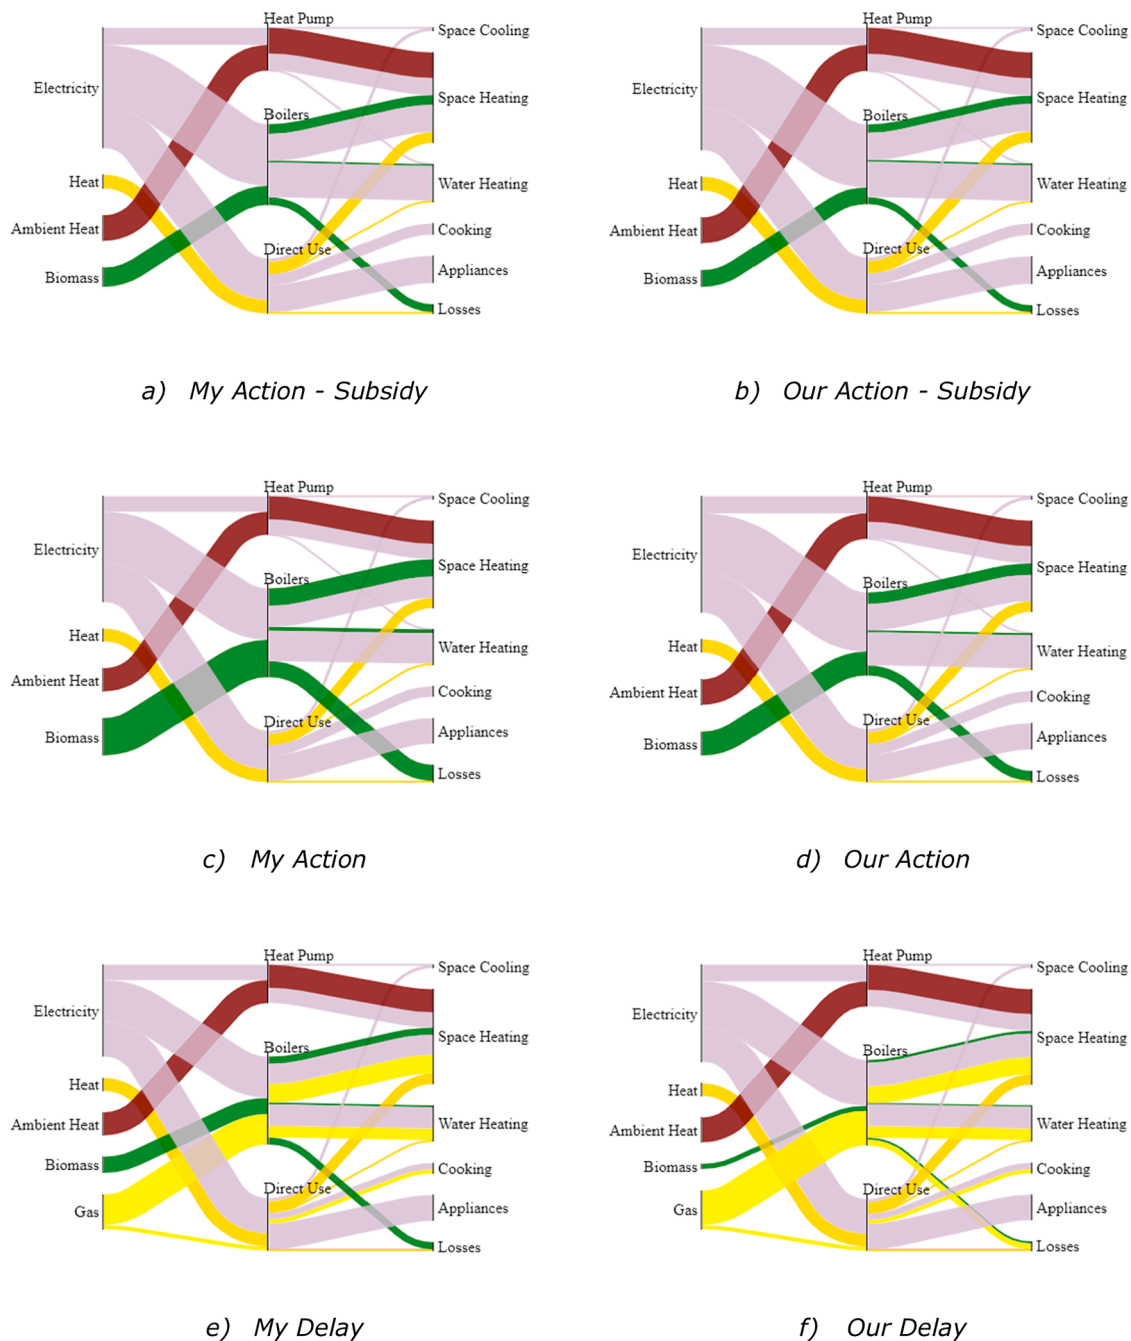 Heat Pump
Space Cooling
Electricity
Space Heating
Boilers
Heat
Water Heating
Ambient Heat
Cooking
Direct Use
Biomass
Appliances
Losses
a) My Action - Subsidy
Heat Pump
Space Cooling
Electricity
Space Heating
Boilers
Heat
Water Heating
Ambient Heat
Cooking
Direct Use
Biomass
Appliances
Losses
b) Our Action - Subsidy
Heat Pump
Space Cooling
Electricity
Space Heating
Boilers
Heat
Water Heating
Ambient Heat
Cooking
Direct Use
Biomass
Appliances
Losses
c) My Action
Heat Pump
Space Cooling
Electricity
Space Heating
Boilers
Heat
Water Heating
Ambient Heat
Cooking
Direct Use
Biomass
Appliances
Losses
d) Our Action
Heat Pump
Space Cooling
Electricity
Space Heating
Boilers
Heat
Ambient Heat
Water Heating
Biomass
Cooking
Direct Use
Gas
Appliances
Losses
e) My Delay
Heat Pump
Space Cooling
Electricity
Space Heating
Boilers
Heat
Ambient Heat
Water Heating
Biomass
Cooking
Direct Use
Gas
Appliances
Losses
f) Our Delay